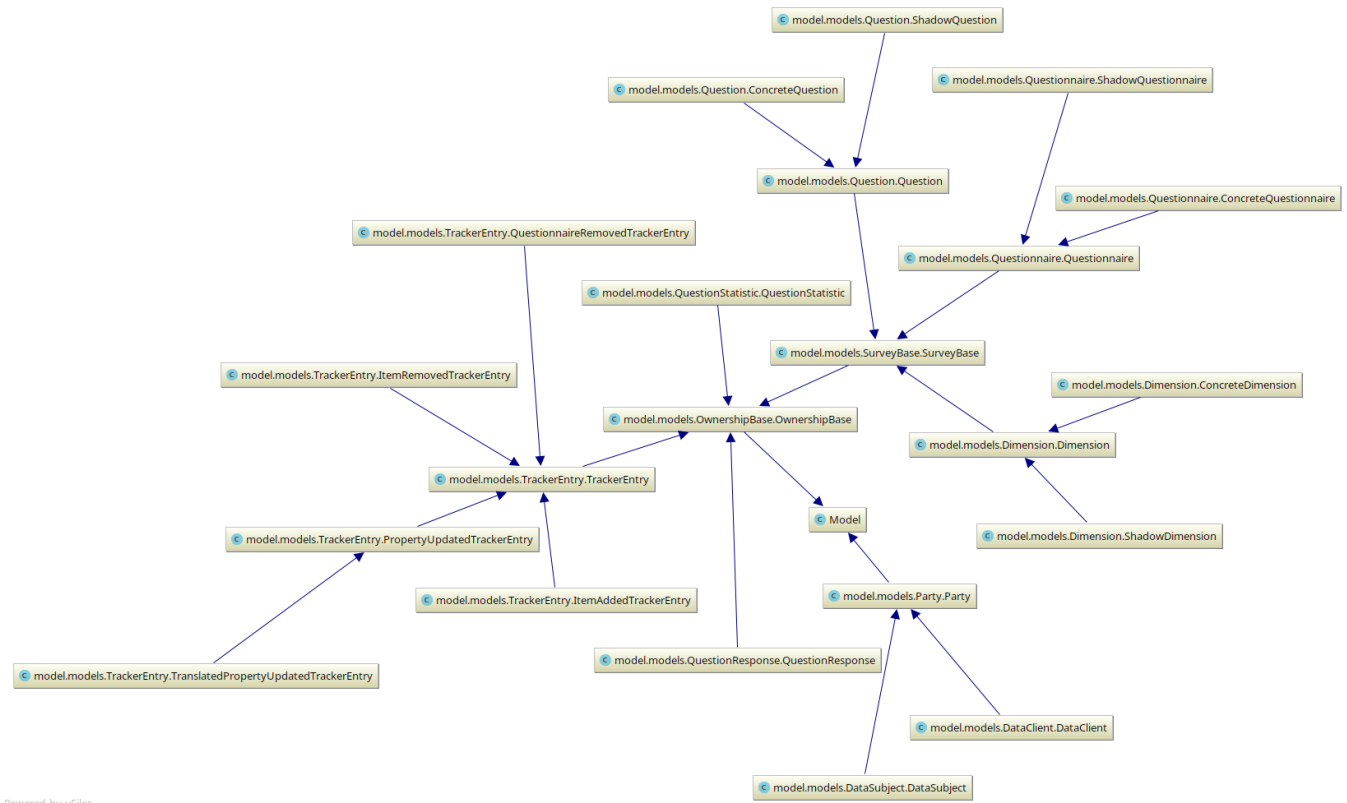 model.models.Question.ShadowQuestion
model.models.Questionnaire.ShadowQuestionnaire
model.models.Question.ConcreteQuestion
model.models.Question.Question
model.models.Questionnaire.ConcreteQuestionnaire
model.models.TrackerEntry.QuestionnaireRemovedTrackerEntry
model.models.Questionnaire.Questionnaire
model.models.QuestionStatistic.QuestionStatistic
model.models.SurveyBase.SurveyBase
model.models.TrackerEntry.ItemRemovedTrackerEntry
model.models.Dimension.ConcreteDimension
model.models.OwnershipBase.OwnershipBase
model.models.Dimension.Dimension
model.models.TrackerEntry.TrackerEntry
Model
model.models.Dimension.ShadowDimension
model.models.TrackerEntry.PropertyUpdatedTrackerEntry
model.models.Party.Party
model.models.TrackerEntry.ItemAddedTrackerEntry
model.models.QuestionResponse.QuestionResponse
model.models.TrackerEntry.TranslatedPropertyUpdatedTrackerEntry
model.models.DataClient.DataClient
model.models.DataSubject.DataSubject
Powered by yFiles